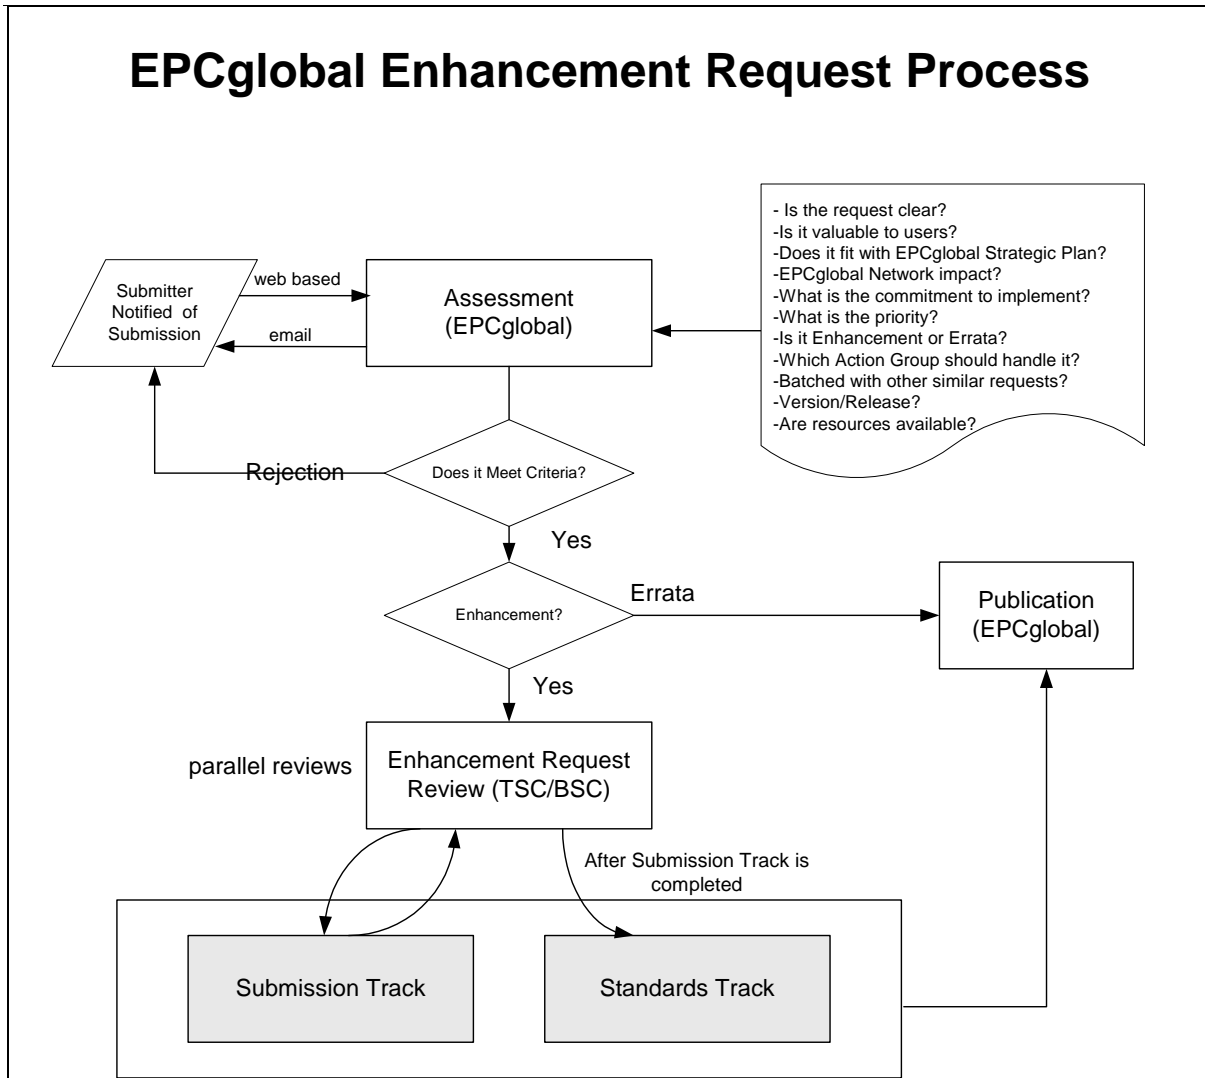 EPCglobal Enhancement Request Process
- Is the request clear?
-Is it valuable to users?
-Does it fit with EPCglobal Strategic Plan?
-EPCglobal Network impact?
-What is the commitment to implement?
-What is the priority?
-Is it Enhancement or Errata?
-Which Action Group should handle it?
-Batched with other similar requests?
-Version/Release?
-Are resources available?
Submitter
Notified of
Submission
web based
email
Assessment
(EPCglobal)
Rejection
Does it Meet Criteria?
Yes
Enhancement?
Errata
Publication
(EPCglobal)
Yes
parallel reviews
Enhancement Request
Review (TSC/BSC)
After Submission Track is
completed
Submission Track
Standards Track